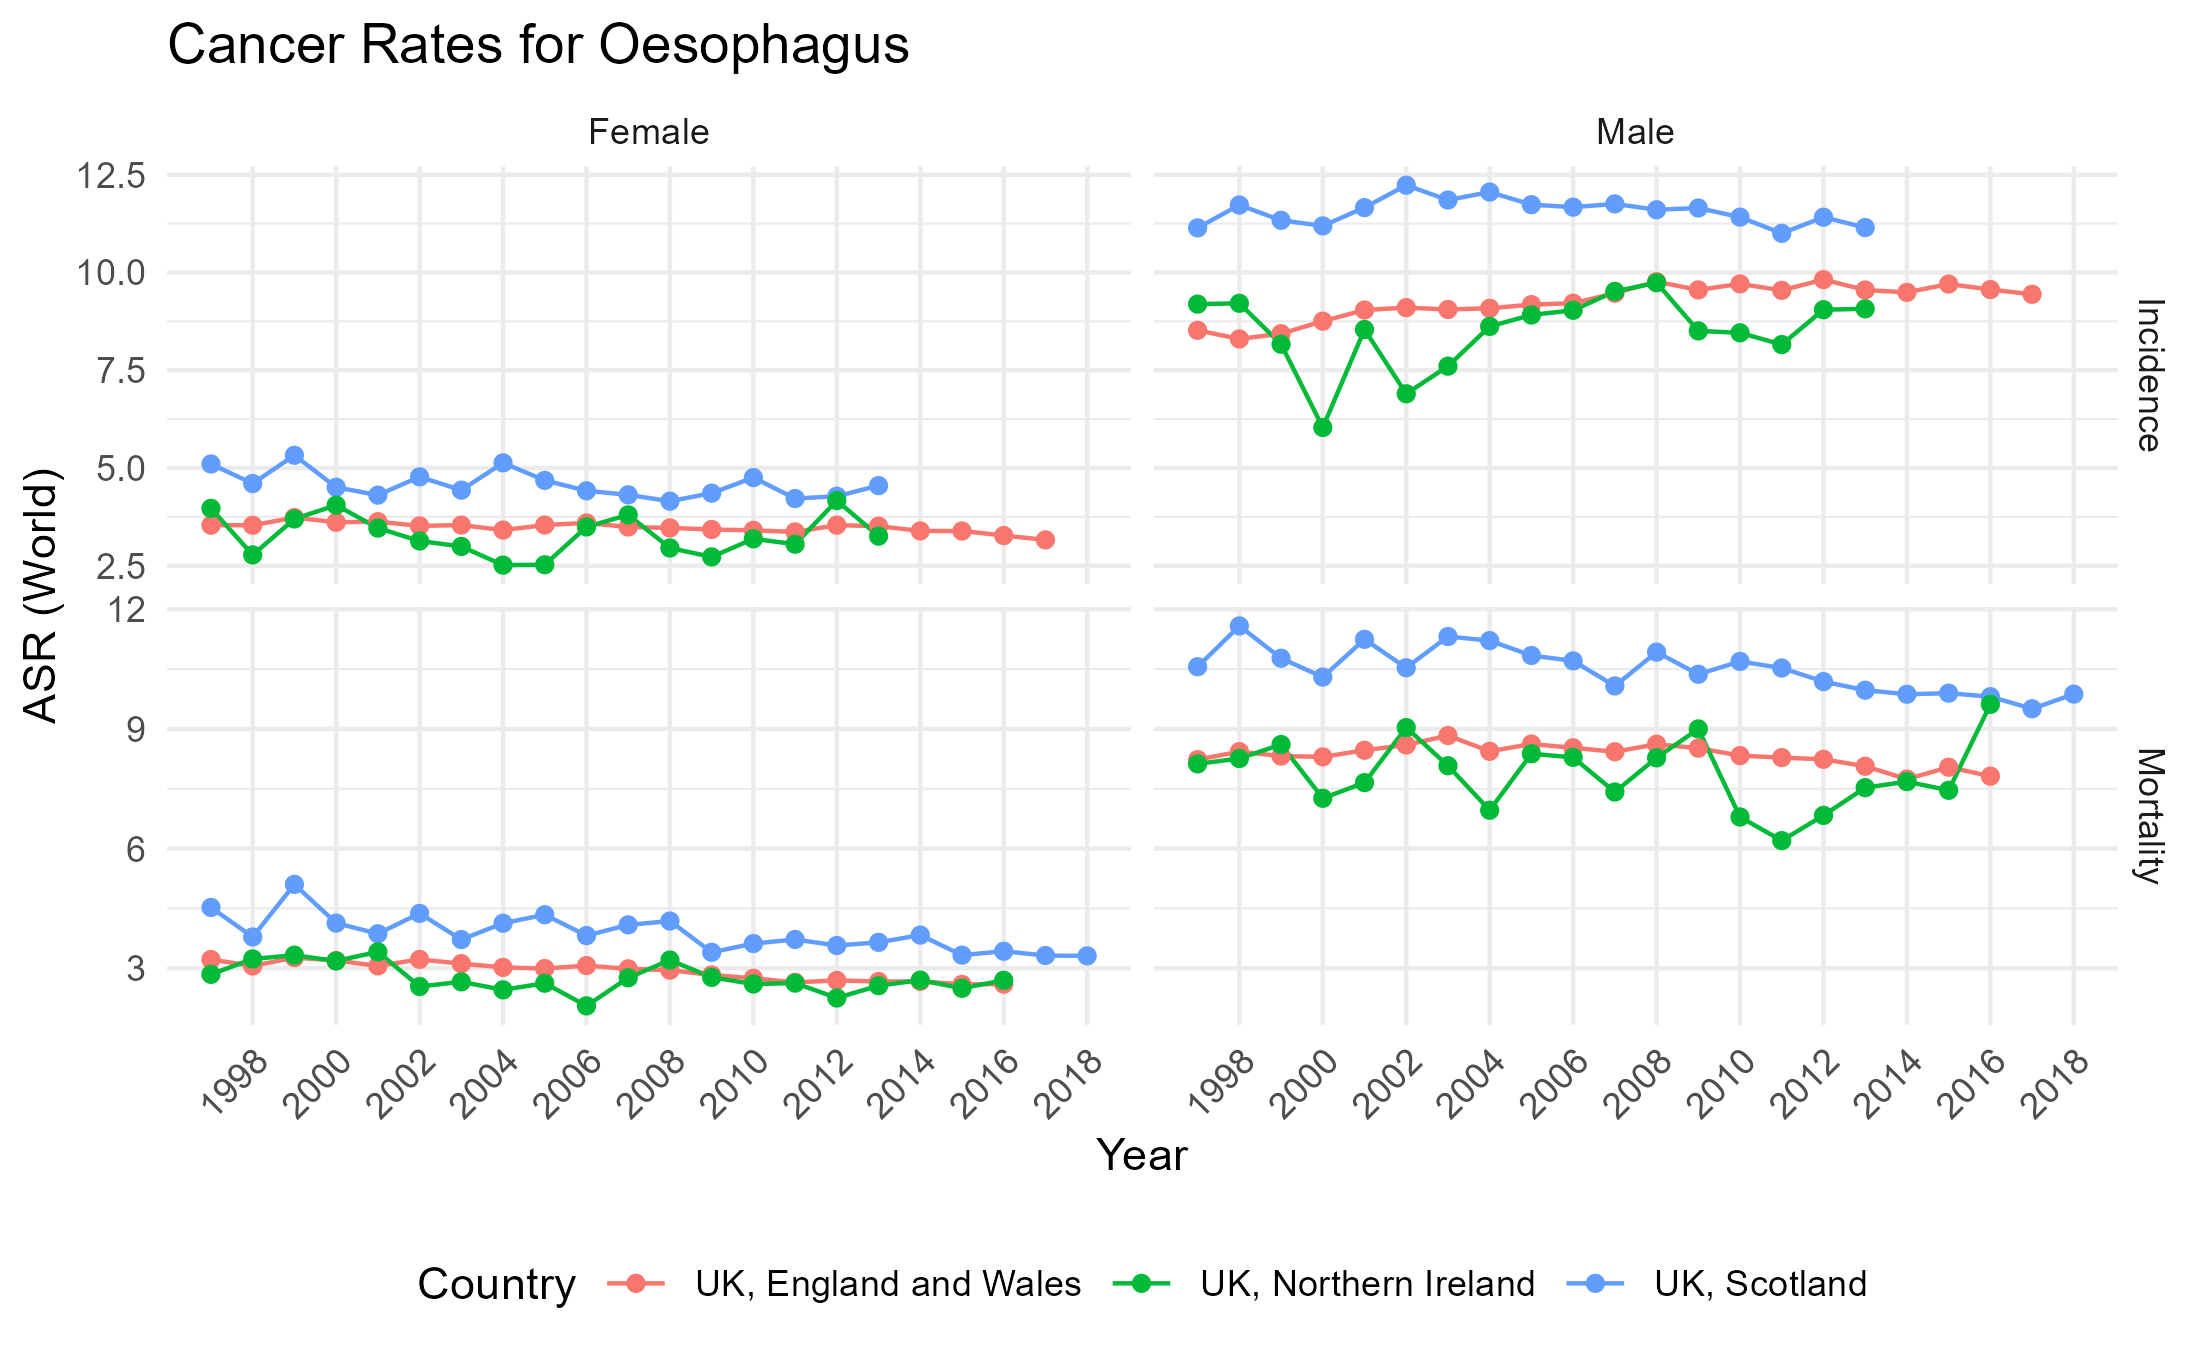 Cancer Rates for Oesophagus
Female
Male
12.5
10.0
7.5
5.0
2.5
Incidence
ASR (World)
12
9
6
3
Mortality
1998 2000 2002 2004 2006 2008 2010 2012 2014 2016 2018
1998 2000 2002 2004 2006 2008 2010 2012 2014 2016 2018
Year
Country UK, England and Wales UK, Northern Ireland UK, Scotland